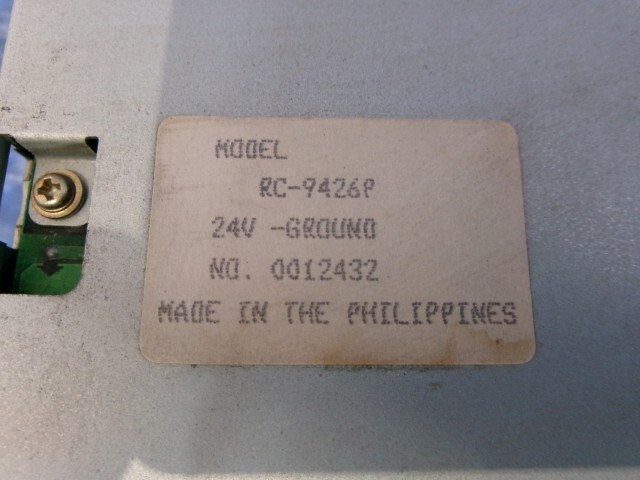 MODEL
RC-9426P
24V -GROUND
NO. 0012432
MADE IN THE PHILIPPINES